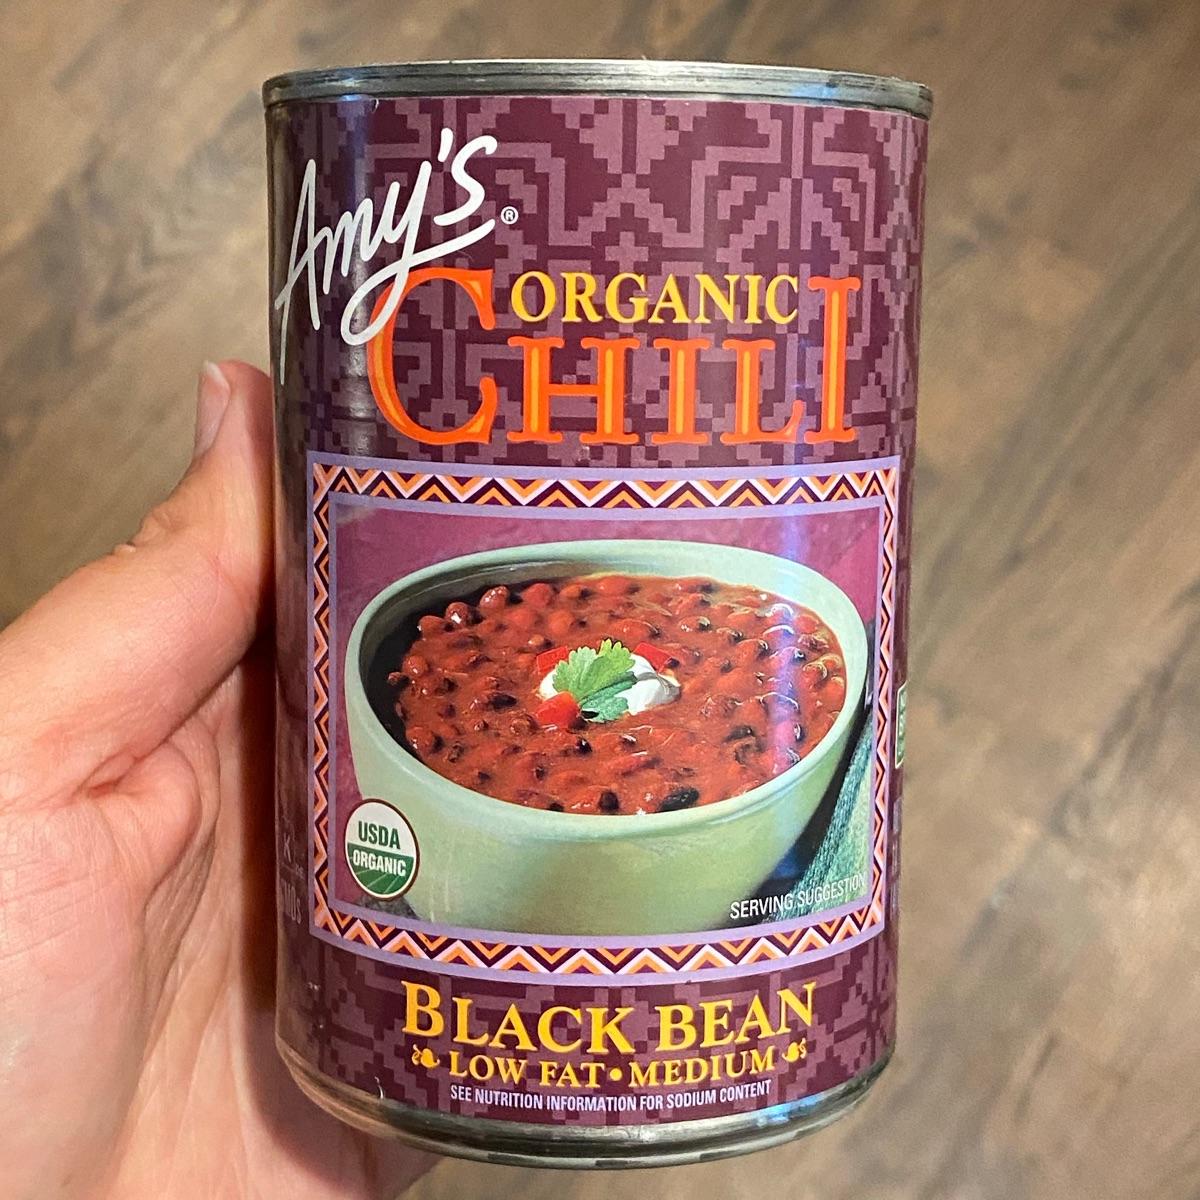 Amy's®
ORGANIC
CHILI
USDA
ORGANIC
SERVING SUGGESTION
BLACK BEAN
LOW FAT • MEDIUM
SEE NUTRITION INFORMATION FOR SODIUM CONTENT